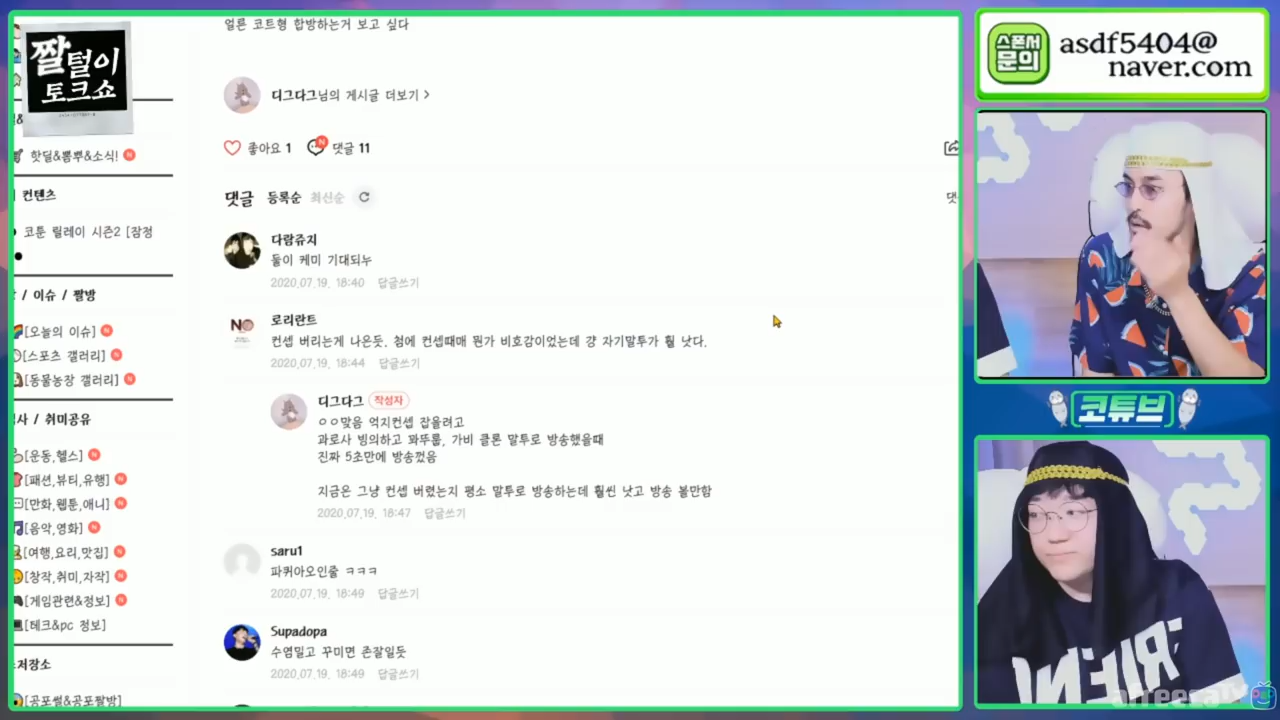 얼른 코트형 합방하는거 보고 싶다
짤털이
토크쇼
디그다그님의 게시글 더보기 >
좋아요 1 댓글 11
핫딜&뽐뿌&소식! N
컨텐츠
코툰 릴레이 시즌2 [잠정
/ 이슈 / 짤방
[오늘의 이슈] N
[스포츠 갤러리] N
[동물농장 갤러리] N
사 / 취미공유
[운동,헬스] N
[패션,뷰티,유행] N
[만화,웹툰,애니] N
[음악,영화] N
[여행,요리,맛집] N
[창작,취미,자작] N
[게임관련&정보] N
[테크&pc 정보]
저장소
[공포썰&공포짤방]
댓글 등록순 최신순
댓
다람쥬지
둘이 케미 기대되누
2020.07.19. 18:40 답글쓰기
NO
로리란트
컨셉 버리는게 나은듯. 첨에 컨셉때매 뭔가 비호감이었는데 걍 자기말투가 훨 낫다.
2020.07.19. 18:44 답글쓰기
디그다그 작성자
ㅇㅇ맞음 억지컨셉 잡을려고
과로사 빙의하고 꽈뚜룹, 가비 클론 말투로 방송했을때
진짜 5초만에 방송껐음
지금은 그냥 컨셉 버렸는지 평소 말투로 방송하는데 훨씬 낫고 방송 볼만함
2020.07.19. 18:47 답글쓰기
saru1
파퀴아오인줄 ㅋㅋㅋ
2020.07.19. 18:49 답글쓰기
Supadopa
수염밀고 꾸미면 존잘일듯
2020.07.19. 18:49 답글쓰기
스폰서
문의
asdf5404@
naver.com
코튜브
afreecaTV